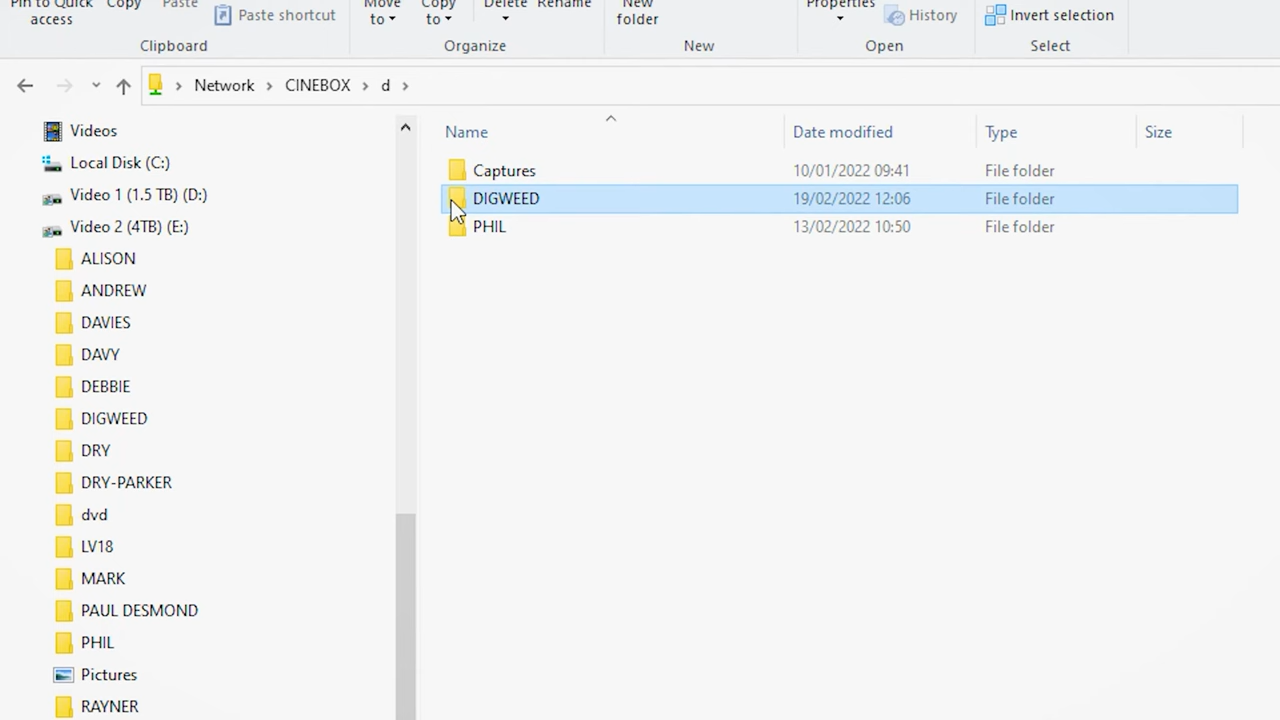 Pin to Quick access
Copy
Paste
Paste shortcut
Move to
Copy to
Delete
Rename
New folder
Properties
History
Invert selection
Clipboard
Organize
New
Open
Select
Network > CINEBOX > d >
Name
Date modified
Type
Size
Captures 10/01/2022 09:41 File folder
DIGWEED 19/02/2022 12:06 File folder
PHIL 13/02/2022 10:50 File folder
Videos
Local Disk (C:)
Video 1 (1.5 TB) (D:)
Video 2 (4TB) (E:)
ALISON
ANDREW
DAVIES
DAVY
DEBBIE
DIGWEED
DRY
DRY-PARKER
dvd
LV18
MARK
PAUL DESMOND
PHIL
Pictures
RAYNER